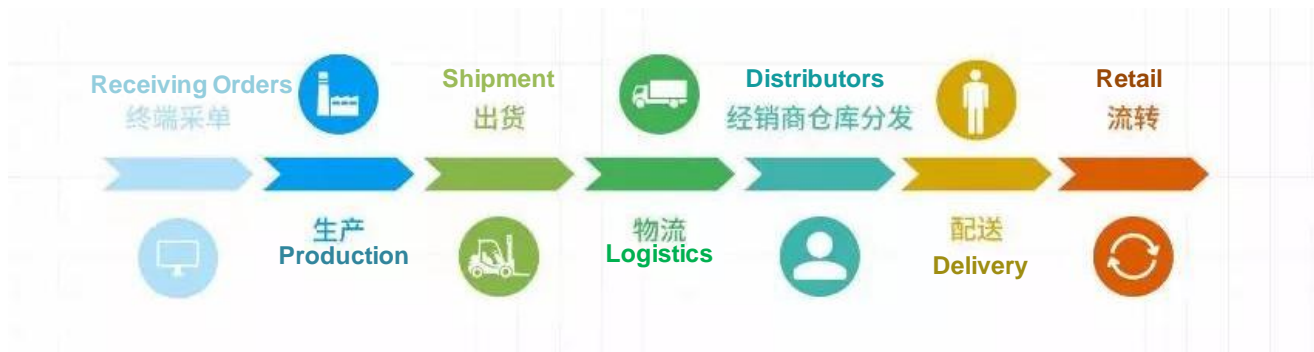 Receiving Orders
终端采单
生产
Production
Shipment
出货
物流
Logistics
Distributors
经销商仓库分发
配送
Delivery
Retail
流转